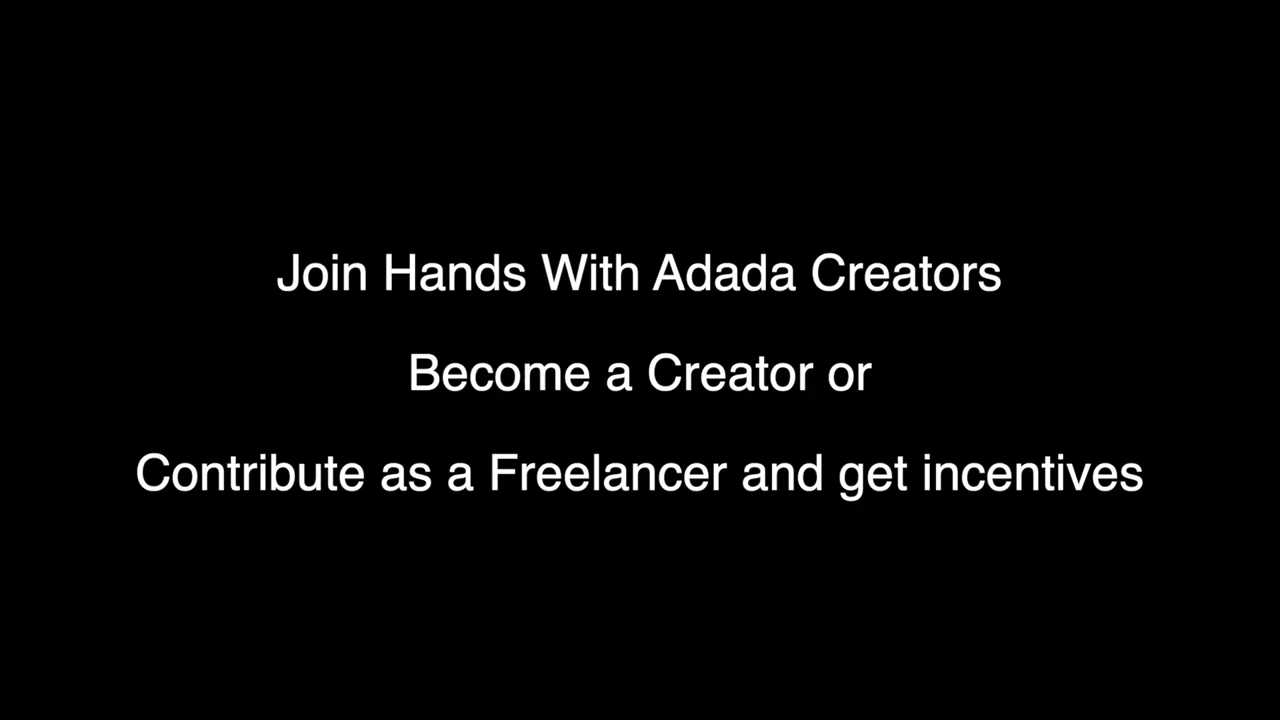 Join Hands With Adada Creators
Become a Creator or
Contribute as a Freelancer and get incentives